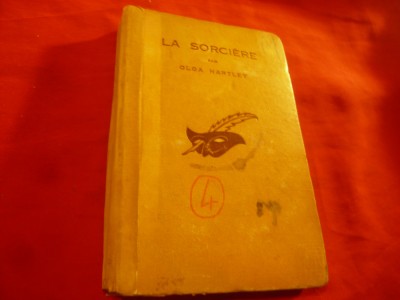 LA SORCIÈRE
PAR
OLGA HARTLEY
4